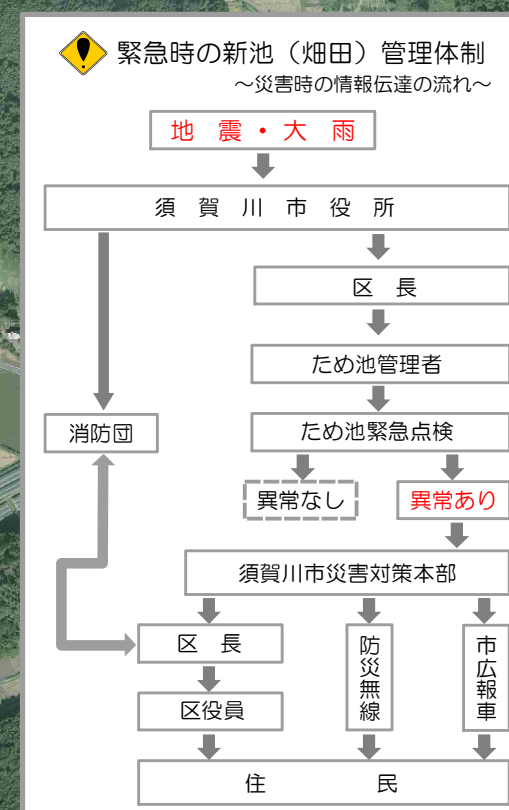 緊急時の新池（畑田）管理体制
～災害時の情報伝達の流れ～
地 震 ・ 大 雨
須 賀 川 市 役 所
区 長
ため池管理者
消防団
ため池緊急点検
異常なし
異常あり
須賀川市災害対策本部
区 長
防災無線
市広報車
区役員
住 民